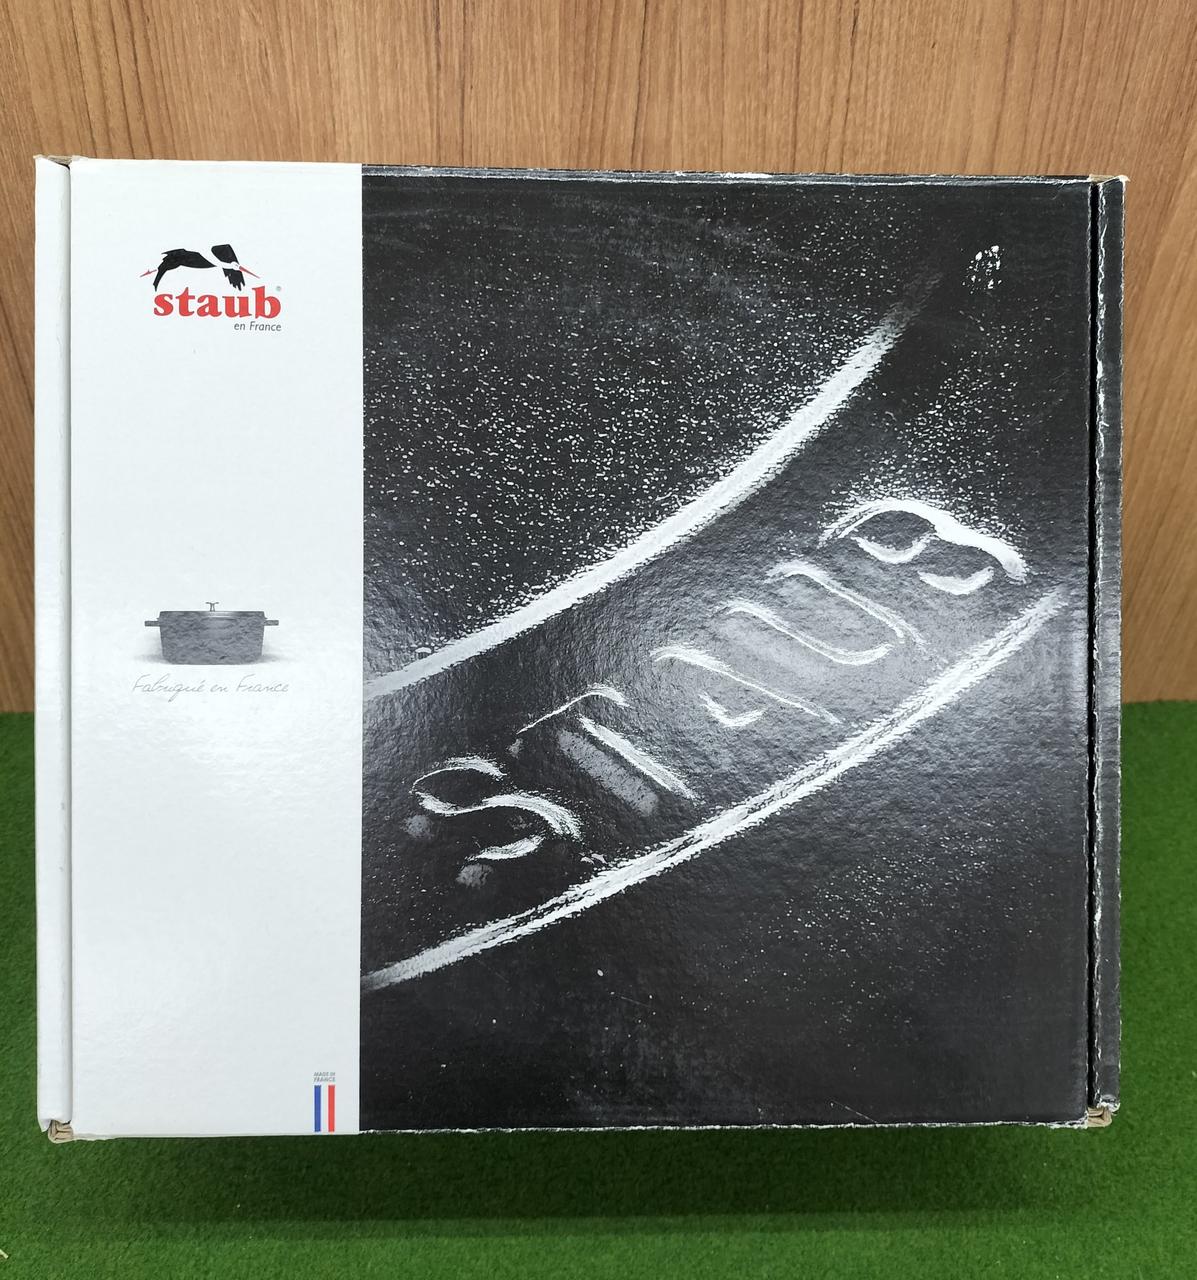 staub®
en France
STAUB
Fabriqué en France
MADE IN
FRANCE